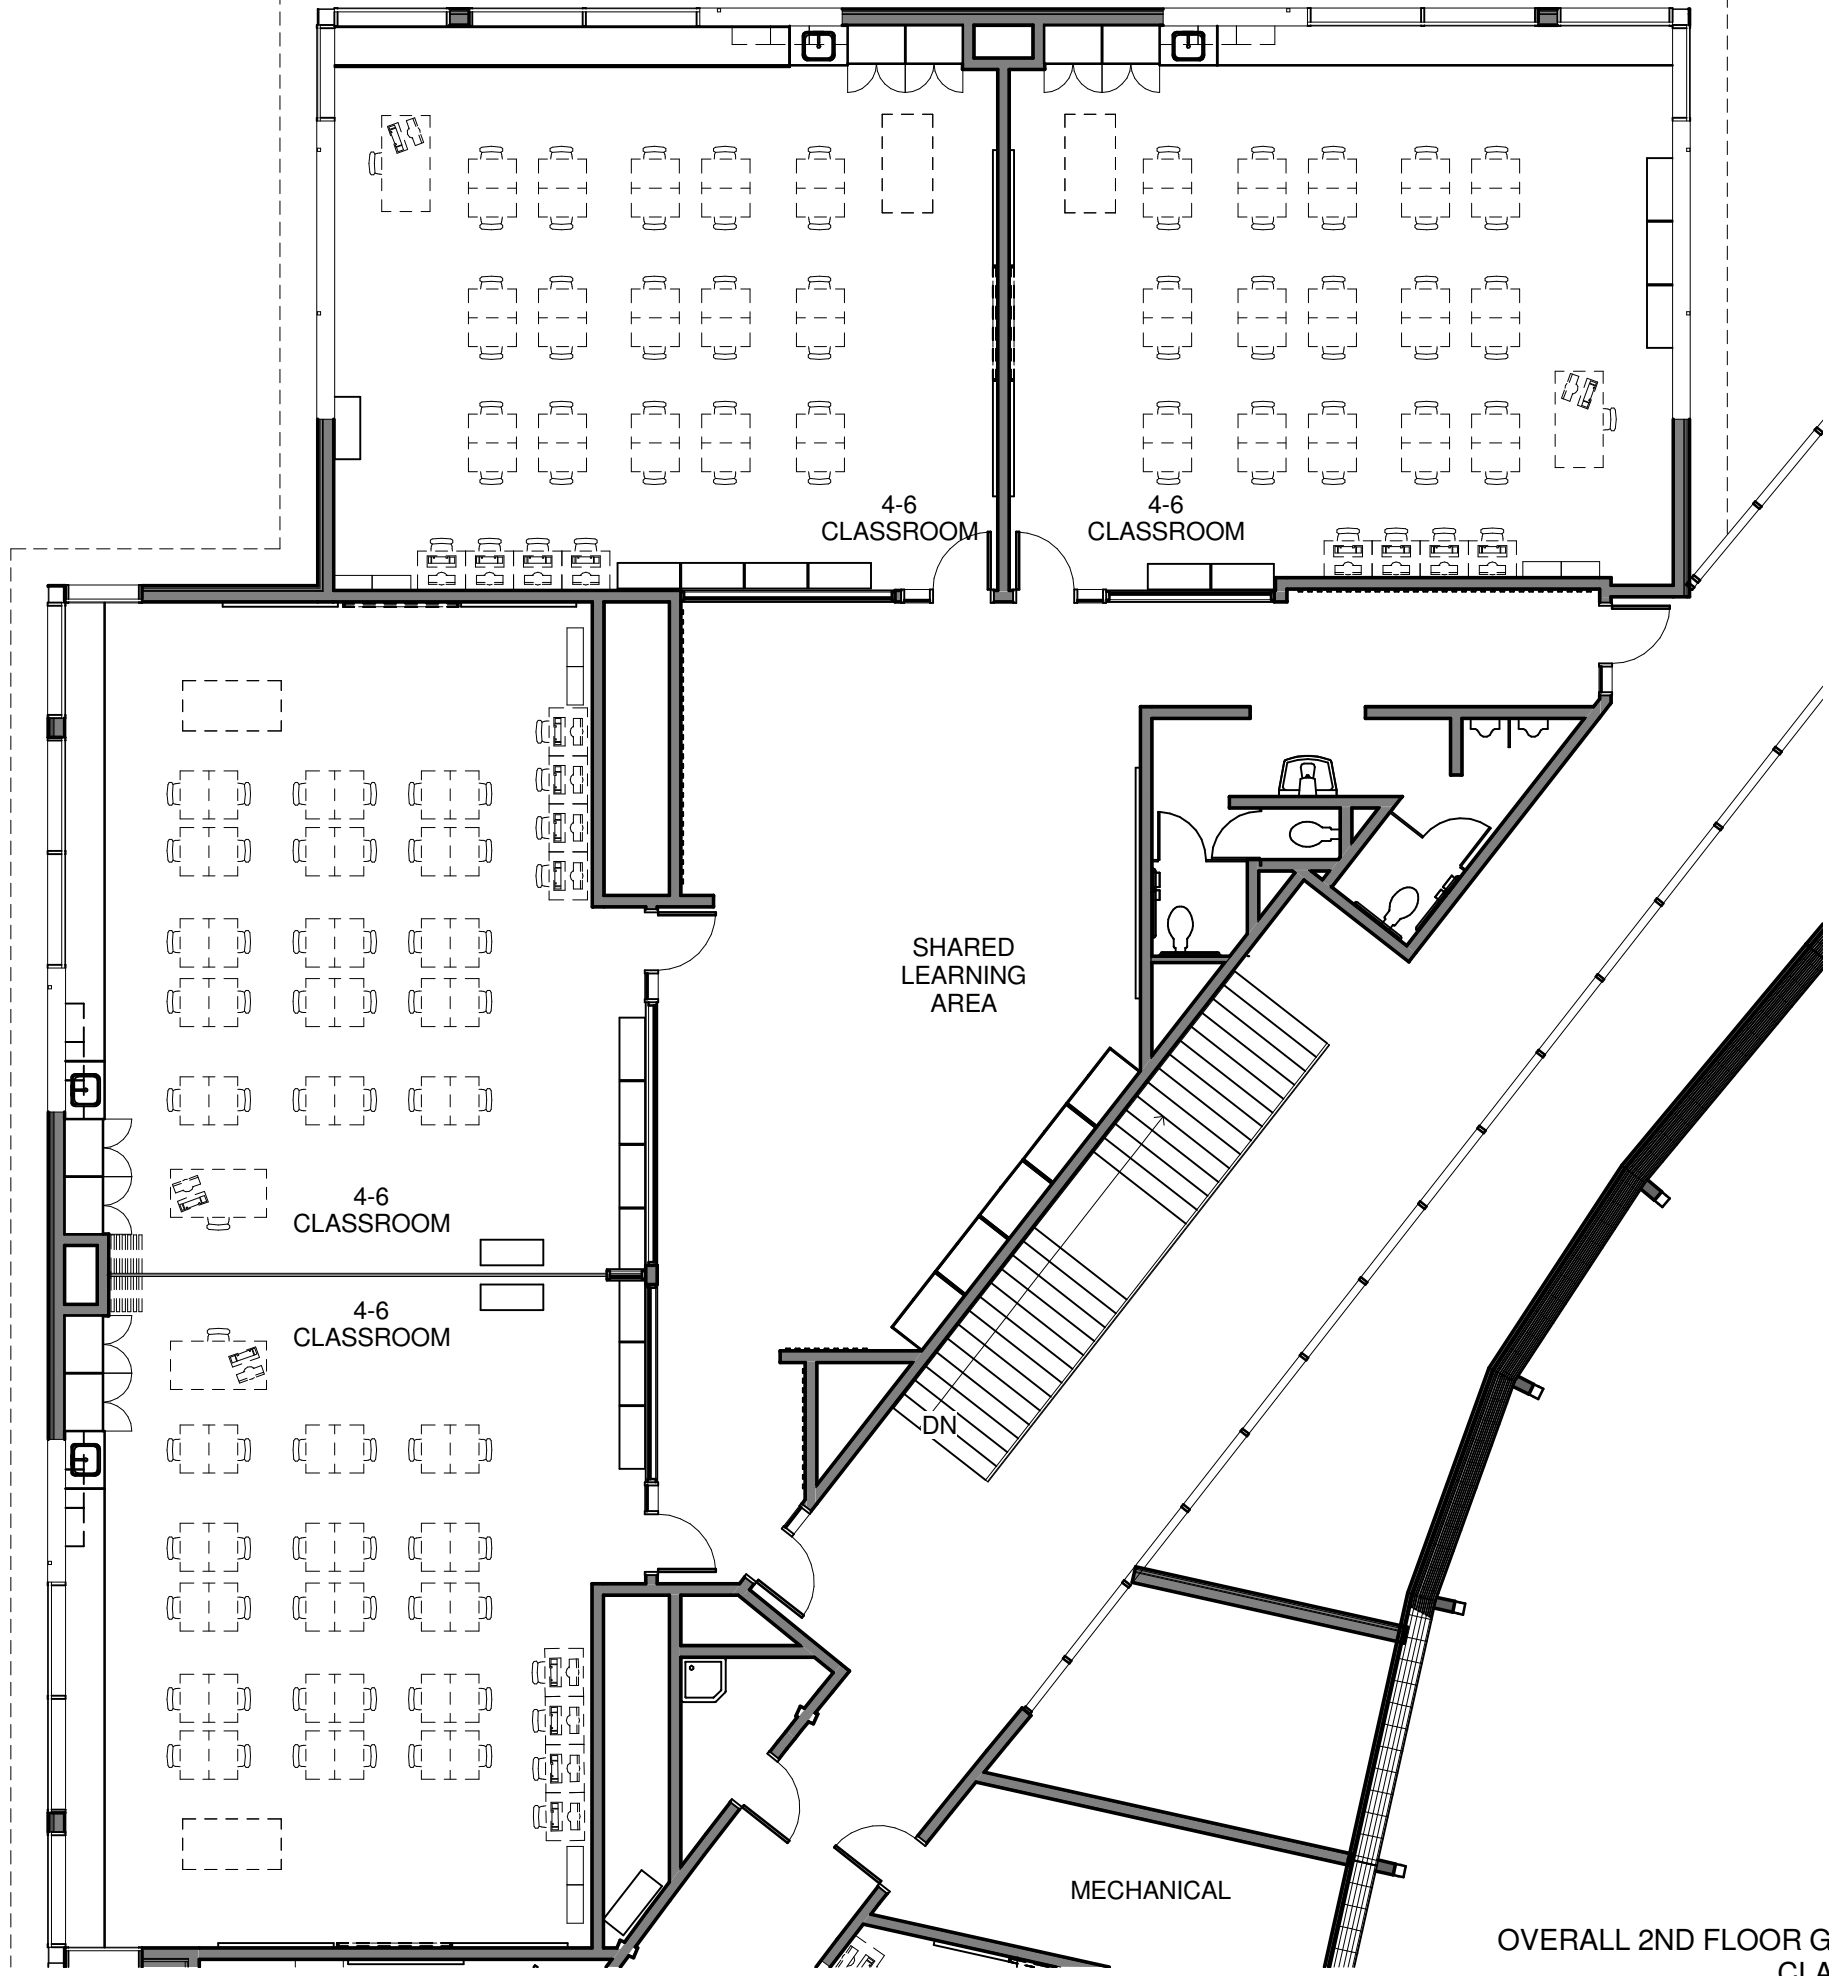 4-6
CLASSROOM
4-6
CLASSROOM
SHARED
LEARNING
AREA
4-6
CLASSROOM
4-6
CLASSROOM
DN
MECHANICAL
OVERALL 2ND FLOOR G
CLA